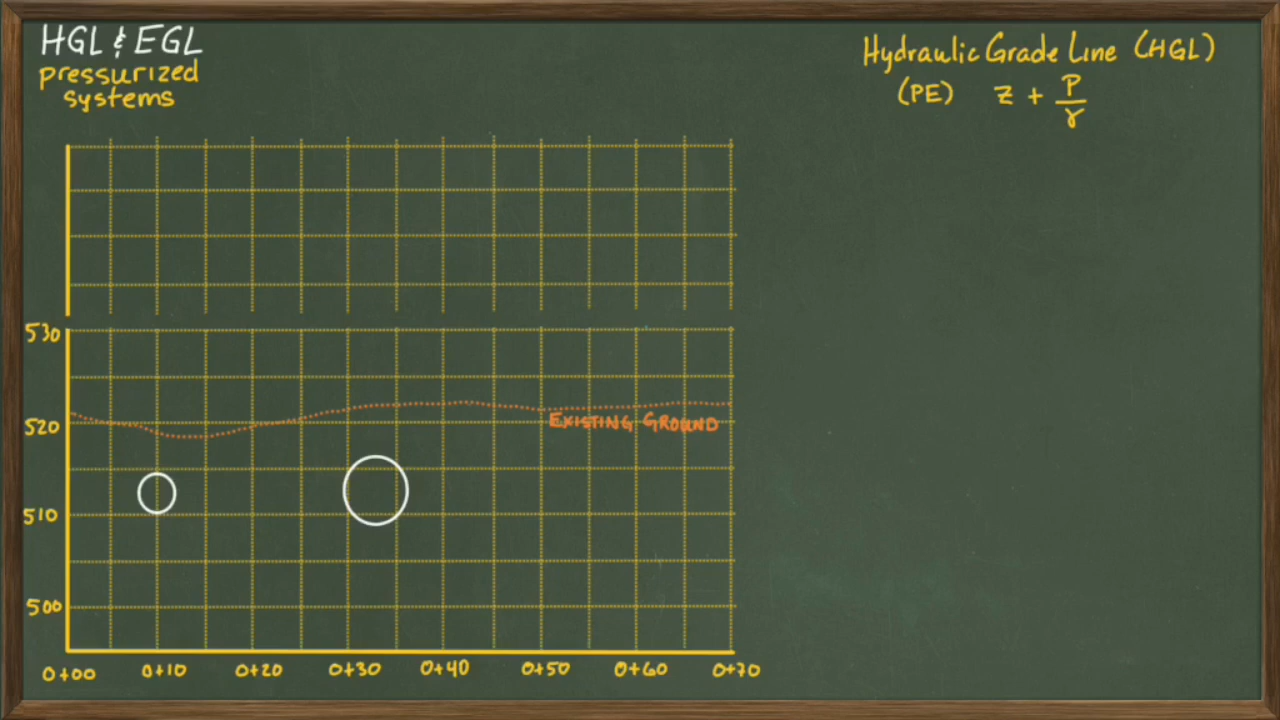 HGL & EGL
pressurized
systems
Hydraulic Grade Line (HGL)
(PE) z + P/γ
530
520
EXISTING GROUND
510
500
0+00 0+10 0+20 0+30 0+40 0+50 0+60 0+70